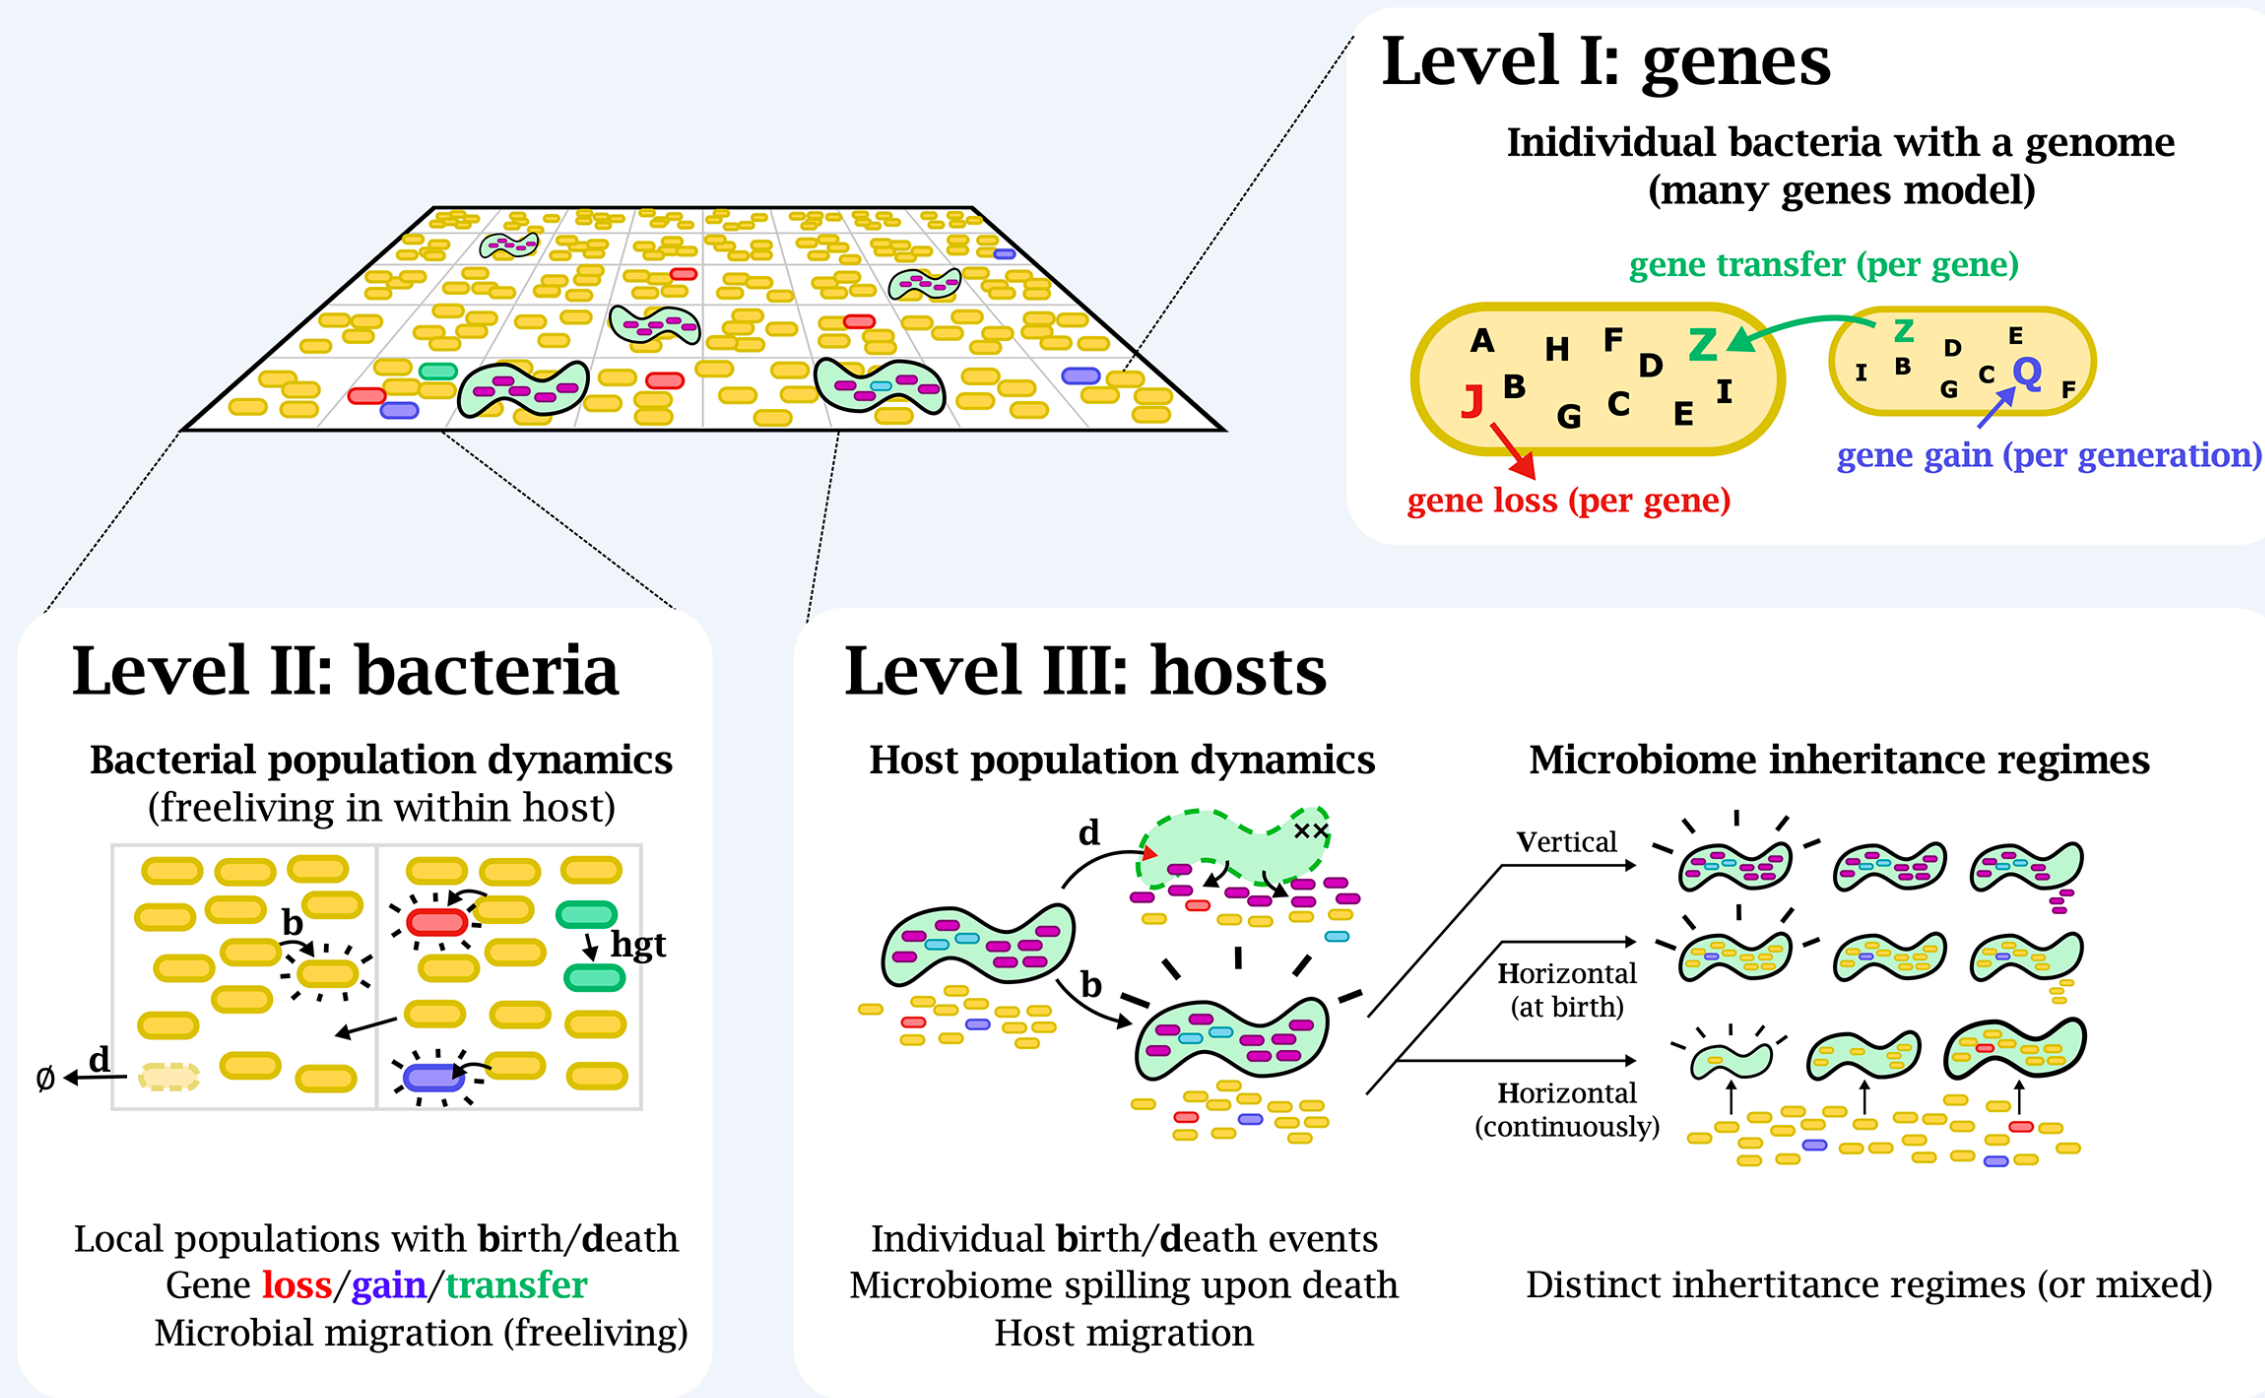 Level I: genes
Inidividual bacteria with a genome
(many genes model)
gene transfer (per gene)
A H F D Z
J B G C E I
Z D E
I B G C Q F
gene gain (per generation)
gene loss (per gene)
Level II: bacteria
Bacterial population dynamics
(freeliving in within host)
b
hgt
d
Ø
Local populations with birth/death
Gene loss/gain/transfer
Microbial migration (freeliving)
Level III: hosts
Host population dynamics
d
××
b
Individual birth/death events
Microbiome spilling upon death
Host migration
Microbiome inheritance regimes
Vertical
Horizontal
(at birth)
Horizontal
(continuously)
Distinct inhertitance regimes (or mixed)